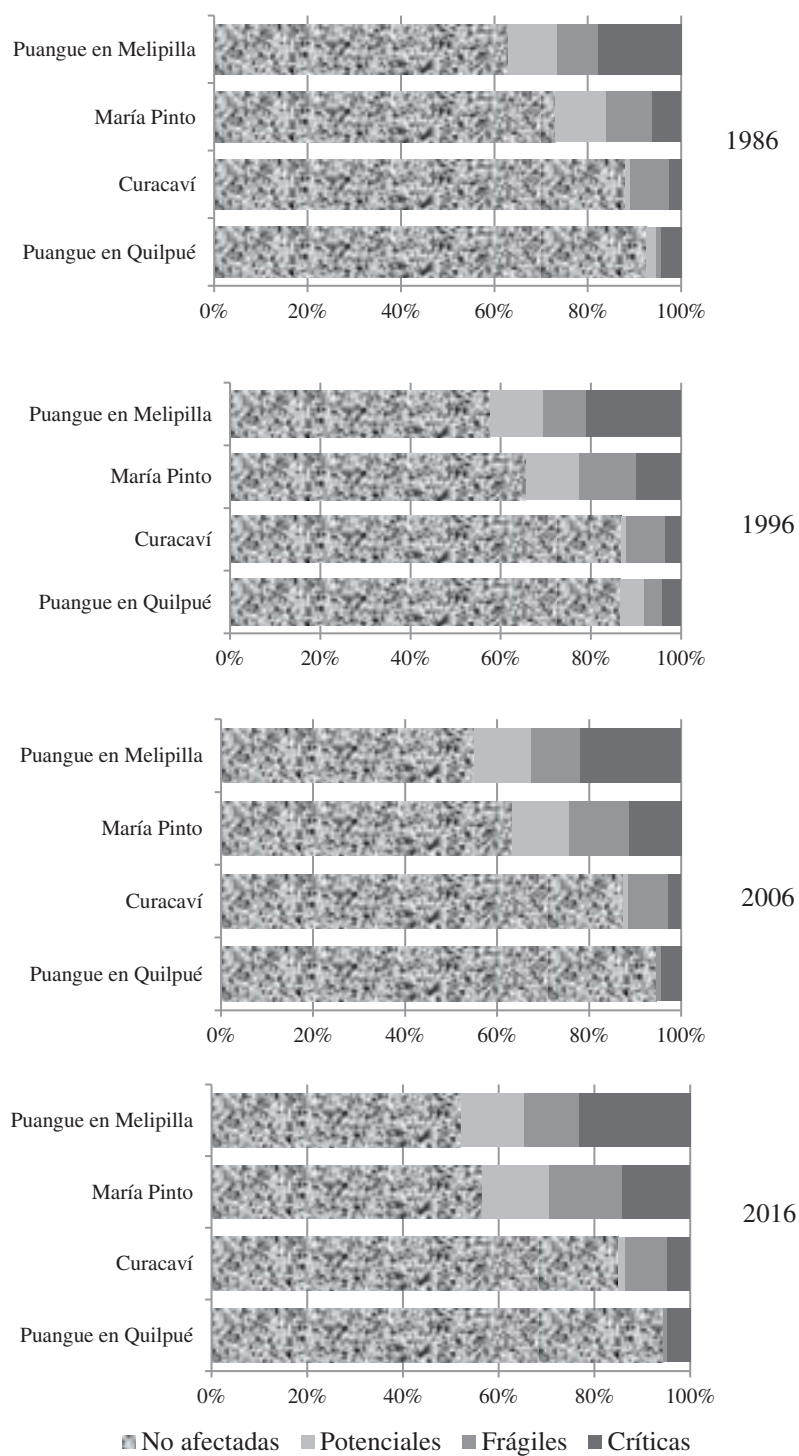 Puangue en Melipilla
María Pinto
Curacaví
Puangue en Quilpué
0% 20% 40% 60% 80% 100%
1986
Puangue en Melipilla
María Pinto
Curacaví
Puangue en Quilpué
0% 20% 40% 60% 80% 100%
1996
Puangue en Melipilla
María Pinto
Curacaví
Puangue en Quilpué
0% 20% 40% 60% 80% 100%
2006
Puangue en Melipilla
María Pinto
Curacaví
Puangue en Quilpué
0% 20% 40% 60% 80% 100%
2016
No afectadas Potenciales Frágiles Críticas